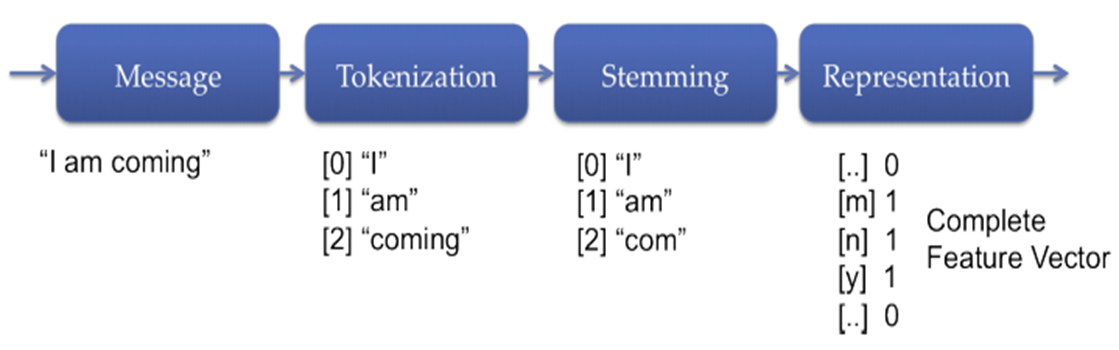 Message
Tokenization
Stemming
Representation
“I am coming”
[0] “I”
[1] “am”
[2] “coming”
[0] “I”
[1] “am”
[2] “com”
[..] 0
[m] 1
[n] 1
[y] 1
[..] 0
Complete
Feature Vector